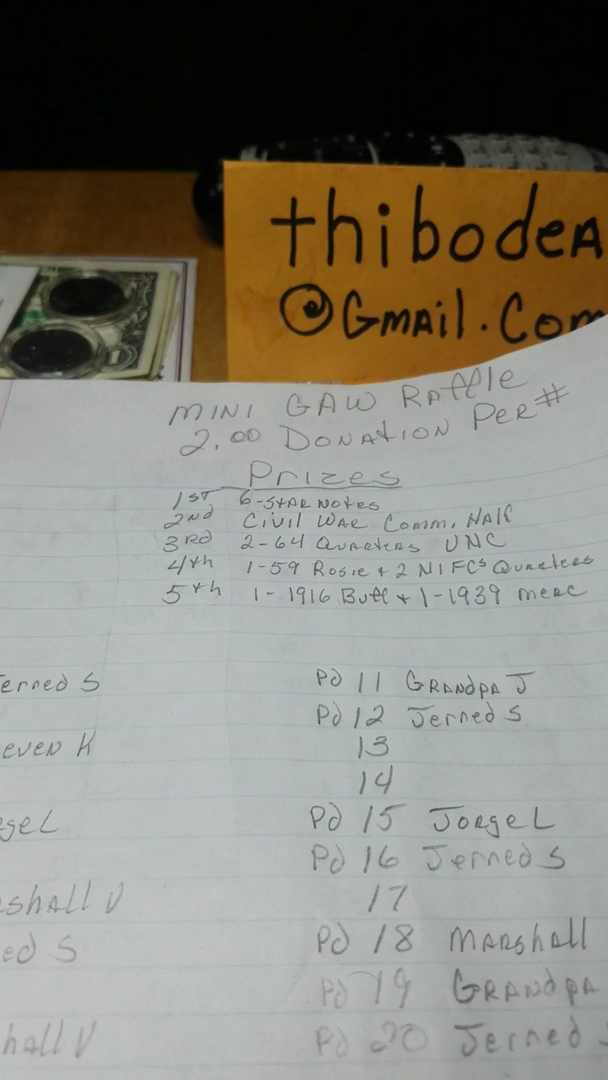 thibodeA
@GMAil.Com
MINI GAW Raffle
2.00 DONATION Per #
Prizes
1ST 6-STAR NOTES
2nd Civil War Comm. Half
3RD 2-64 Quarters UNC
4th 1-59 Rosie + 2 NIFCs Quarters
5th 1-1916 Buff + 1-1939 merc
erned S Pd 11 GRANdpA J
Pd 12 Jerned S
even K 13
14
geL Pd 15 JorgeL
Pd 16 Jerned S
shall V 17
ed S Pd 18 MARShall
Pd 19 GRANdpA
hall V Pd 20 Jerned S